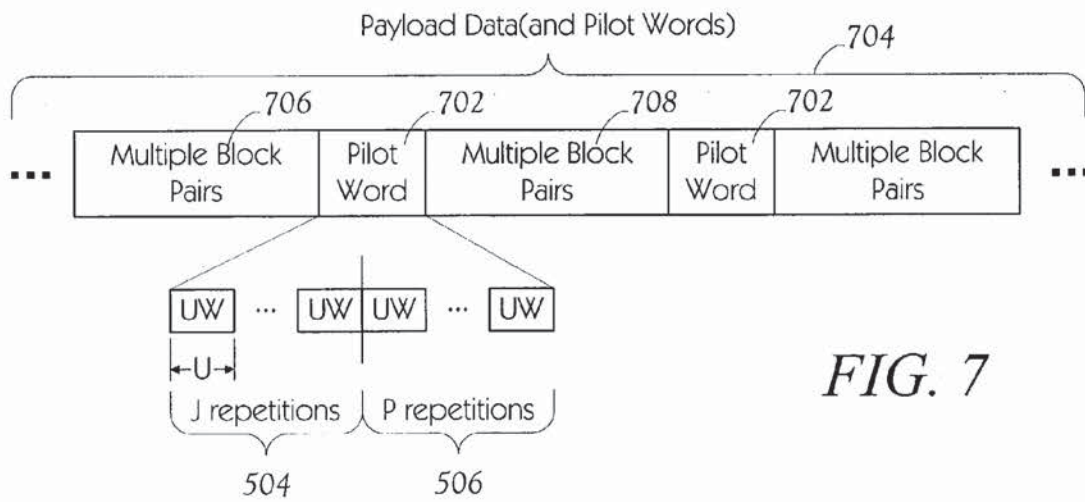 Payload Data(and Pilot Words)
704
706 702 708 702
Multiple Block Pilot Multiple Block Pilot Multiple Block
... Pairs Word Pairs Word Pairs ...
UW ... UW UW ... UW
U
FIG. 7
J repetitions P repetitions
504 506